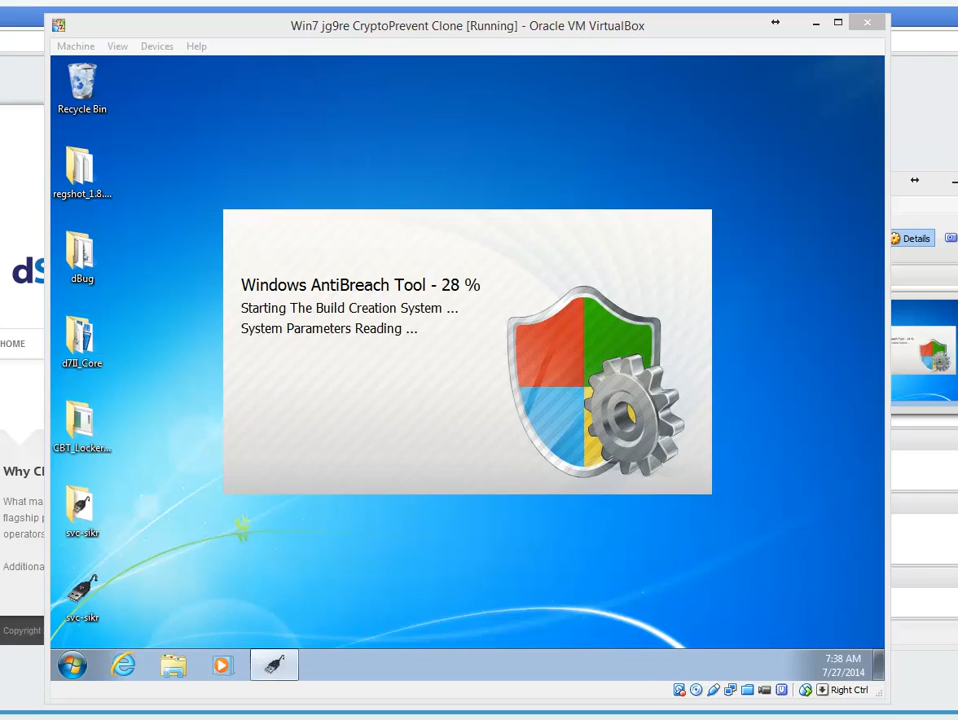 Win7 jg9re CryptoPrevent Clone [Running] - Oracle VM VirtualBox
Machine View Devices Help
Recycle Bin
regshot_1.8....
dBug
d7II_Core
CBT_Locker...
svc-sikr
svc-sikr
Windows AntiBreach Tool - 28 %
Starting The Build Creation System ...
System Parameters Reading ...
Details
HOME
Why Cl
What ma
flagship p
operators
Additiona
Copyright
7:38 AM
7/27/2014
Right Ctrl